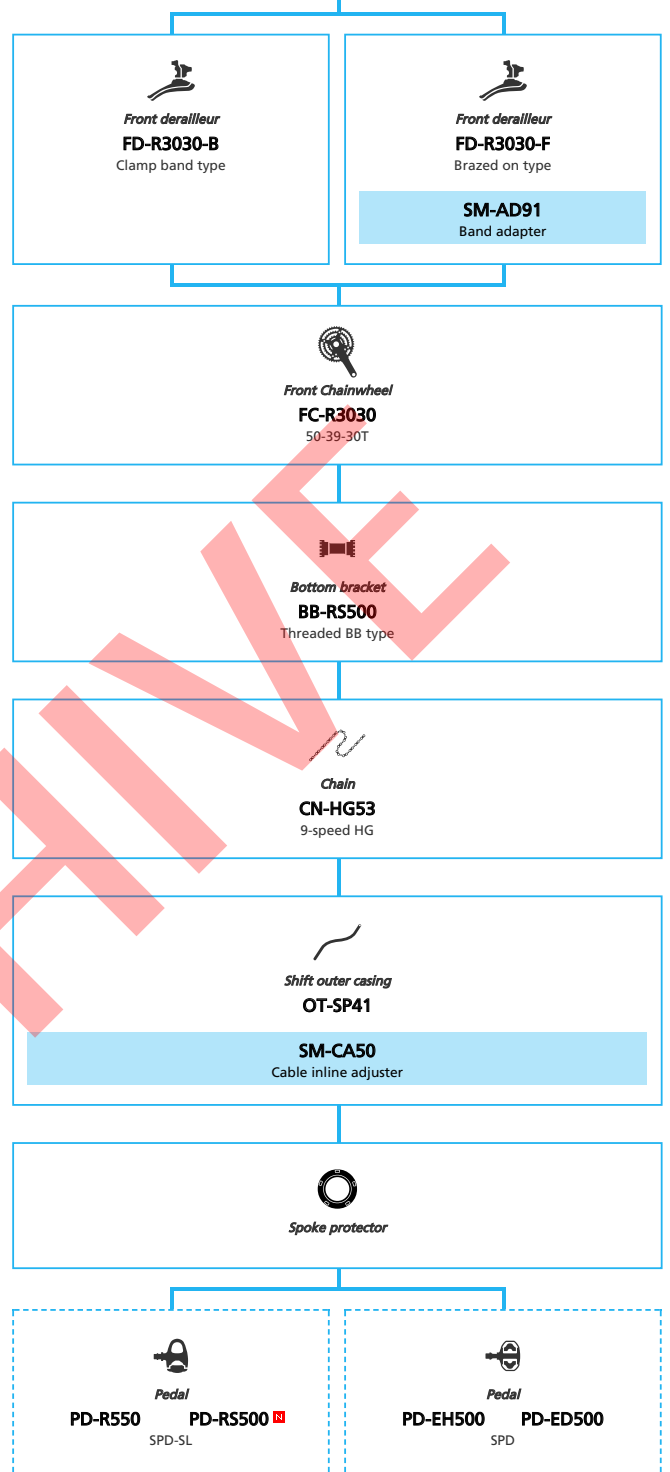 Front derailleur
FD-R3030-B
Clamp band type
Front derailleur
FD-R3030-F
Brazed on type
SM-AD91
Band adapter
Front Chainwheel
FC-R3030
50-39-30T
Bottom bracket
BB-RS500
Threaded BB type
Chain
CN-HG53
9-speed HG
Shift outer casing
OT-SP41
SM-CA50
Cable inline adjuster
Spoke protector
Pedal
PD-R550 PD-RS500 N
SPD-SL
Pedal
PD-EH500 PD-ED500
SPD
HIVE